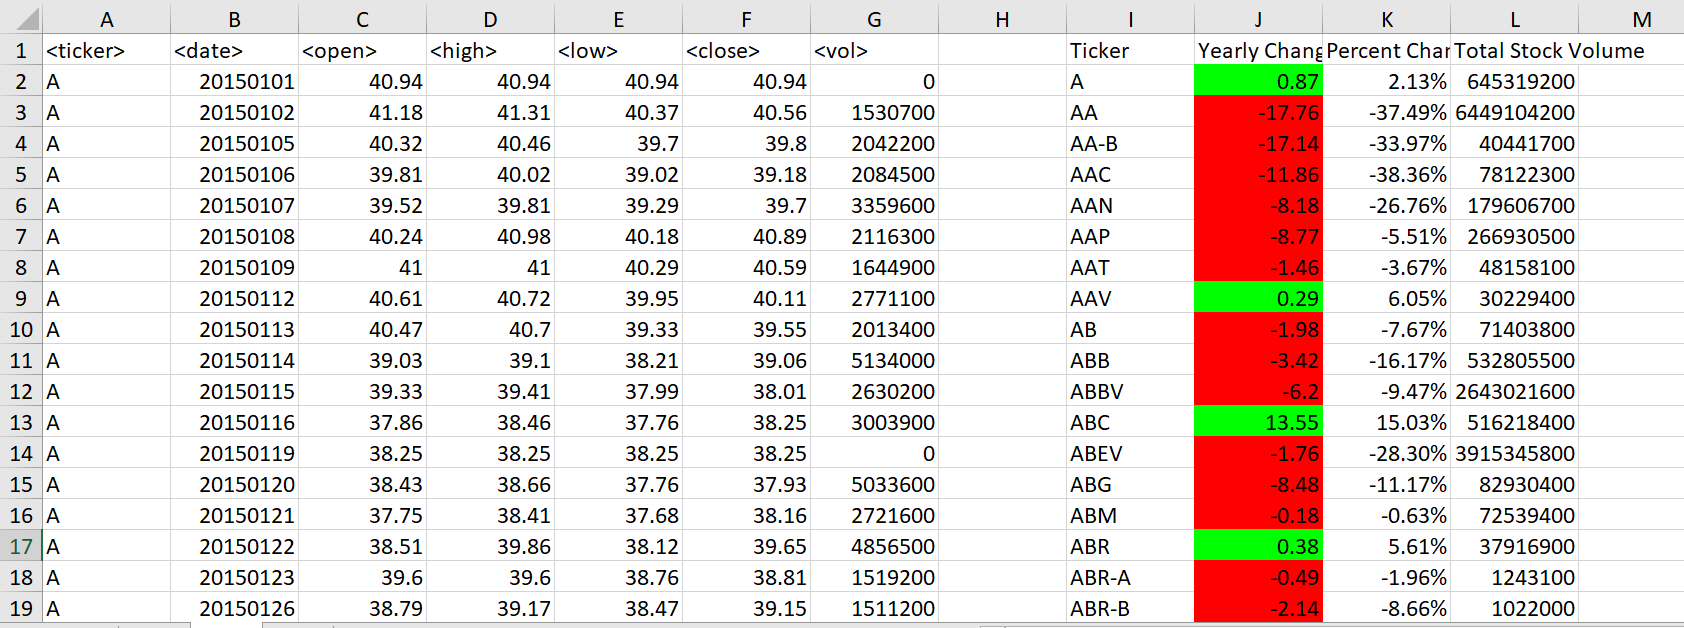 A B C D E F G H I J K L M
1 <ticker> <date> <open> <high> <low> <close> <vol> Ticker Yearly Chang Percent Char Total Stock Volume
2 A 20150101 40.94 40.94 40.94 40.94 0 A 0.87 2.13% 645319200
3 A 20150102 41.18 41.31 40.37 40.56 1530700 AA -17.76 -37.49% 6449104200
4 A 20150105 40.32 40.46 39.7 39.8 2042200 AA-B -17.14 -33.97% 40441700
5 A 20150106 39.81 40.02 39.02 39.18 2084500 AAC -11.86 -38.36% 78122300
6 A 20150107 39.52 39.81 39.29 39.7 3359600 AAN -8.18 -26.76% 179606700
7 A 20150108 40.24 40.98 40.18 40.89 2116300 AAP -8.77 -5.51% 266930500
8 A 20150109 41 41 40.29 40.59 1644900 AAT -1.46 -3.67% 48158100
9 A 20150112 40.61 40.72 39.95 40.11 2771100 AAV 0.29 6.05% 30229400
10 A 20150113 40.47 40.7 39.33 39.55 2013400 AB -1.98 -7.67% 71403800
11 A 20150114 39.03 39.1 38.21 39.06 5134000 ABB -3.42 -16.17% 532805500
12 A 20150115 39.33 39.41 37.99 38.01 2630200 ABBV -6.2 -9.47% 2643021600
13 A 20150116 37.86 38.46 37.76 38.25 3003900 ABC 13.55 15.03% 516218400
14 A 20150119 38.25 38.25 38.25 38.25 0 ABEV -1.76 -28.30% 3915345800
15 A 20150120 38.43 38.66 37.76 37.93 5033600 ABG -8.48 -11.17% 82930400
16 A 20150121 37.75 38.41 37.68 38.16 2721600 ABM -0.18 -0.63% 72539400
17 A 20150122 38.51 39.86 38.12 39.65 4856500 ABR 0.38 5.61% 37916900
18 A 20150123 39.6 39.6 38.76 38.81 1519200 ABR-A -0.49 -1.96% 1243100
19 A 20150126 38.79 39.17 38.47 39.15 1511200 ABR-B -2.14 -8.66% 1022000